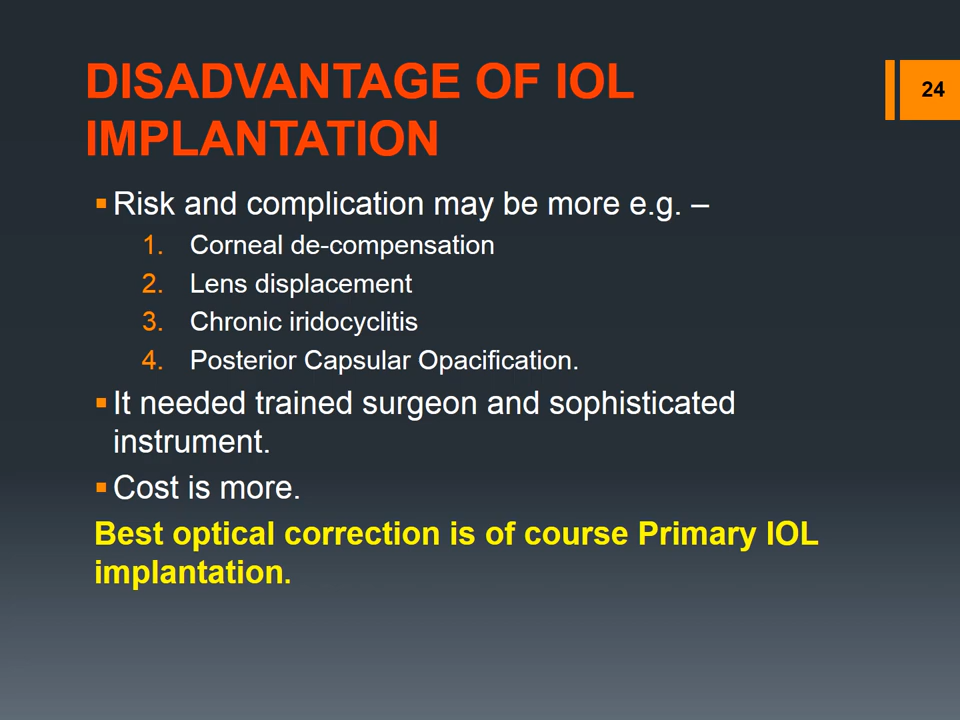 DISADVANTAGE OF IOL
IMPLANTATION
24
▪ Risk and complication may be more e.g. –
1. Corneal de-compensation
2. Lens displacement
3. Chronic iridocyclitis
4. Posterior Capsular Opacification.
▪ It needed trained surgeon and sophisticated
instrument.
▪ Cost is more.
Best optical correction is of course Primary IOL
implantation.